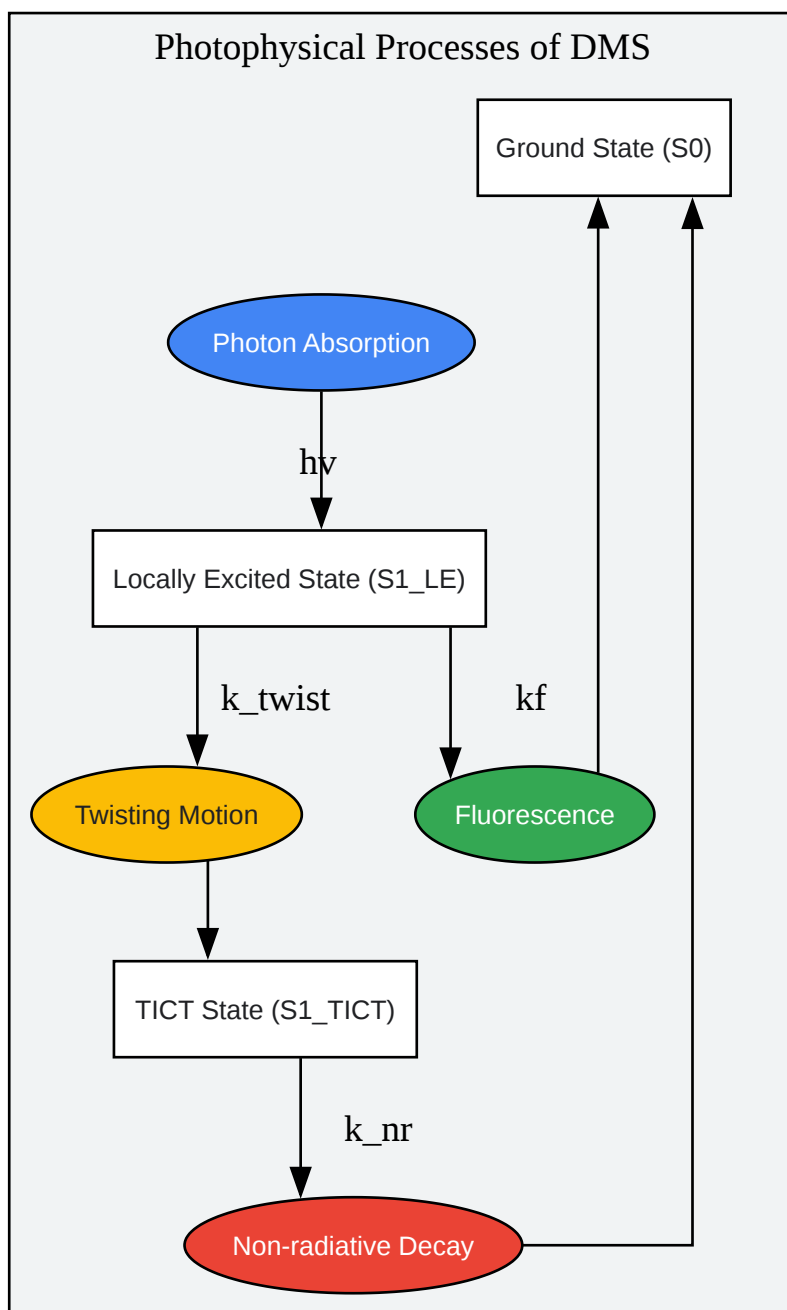 Photophysical Processes of DMS
Ground State (S0)
Photon Absorption
hv
Locally Excited State (S1_LE)
k_twist
kf
Twisting Motion
Fluorescence
TICT State (S1_TICT)
k_nr
Non-radiative Decay